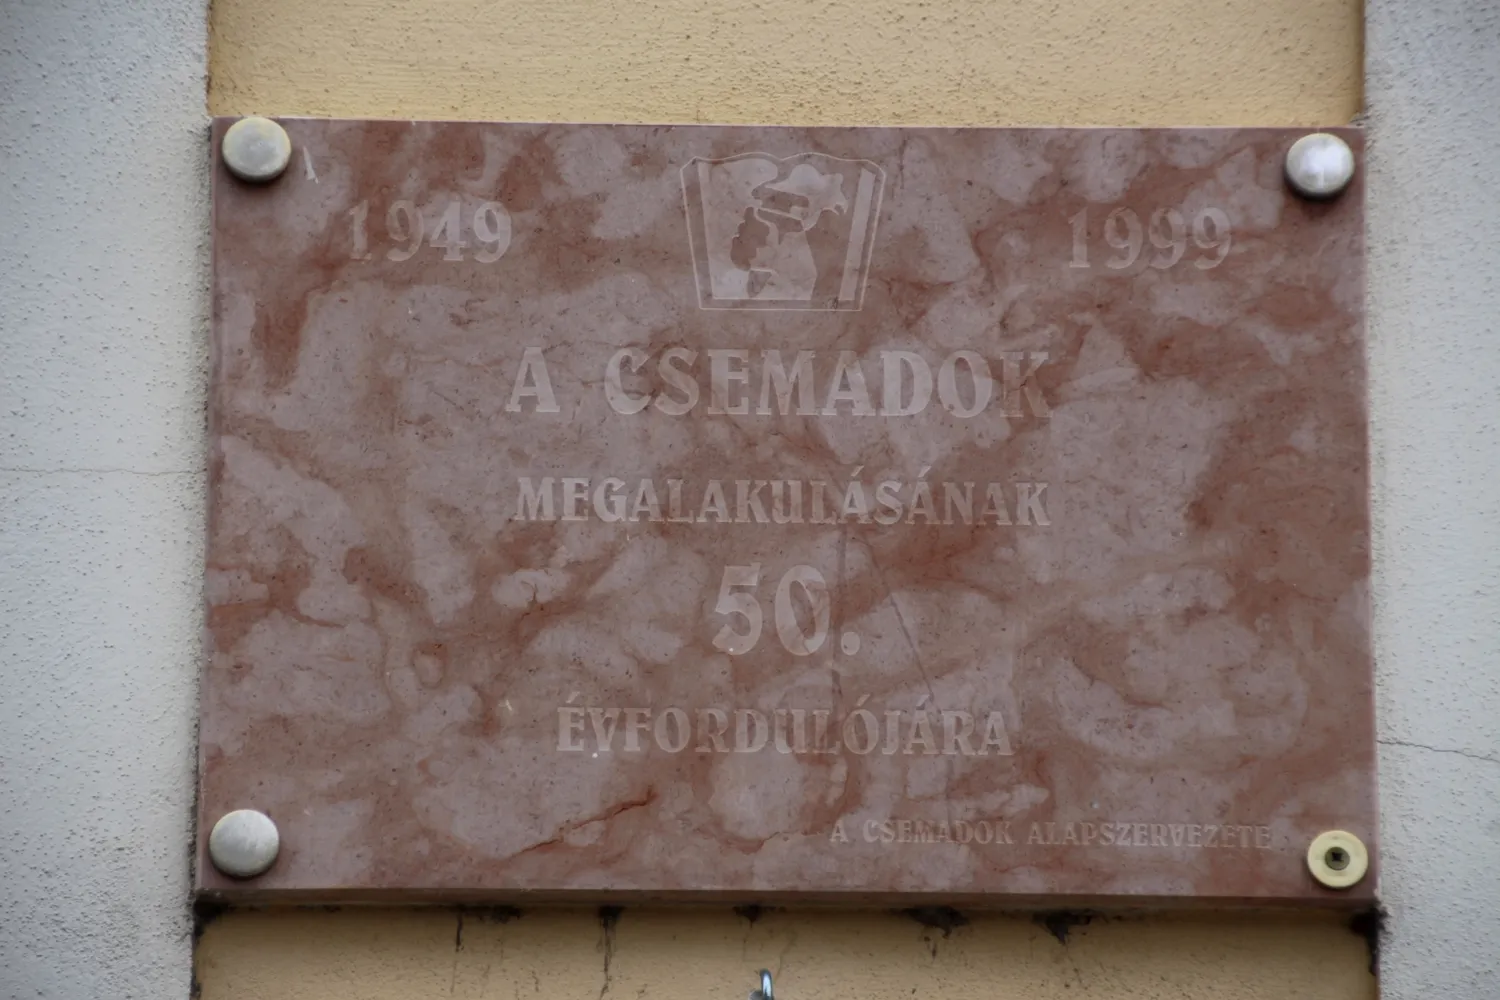 1949 1999
A CSEMADOK
MEGALAKULÁSÁNAK
50.
ÉVFORDULÓJÁRA
A CSEMADOK ALAPSZERVEZETE